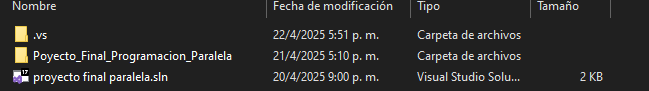 Nombre Fecha de modificación Tipo Tamaño
.vs 22/4/2025 5:51 p. m. Carpeta de archivos
Poyecto_Final_Programacion_Paralela 21/4/2025 5:10 p. m. Carpeta de archivos
proyecto final paralela.sln 20/4/2025 9:00 p. m. Visual Studio Solu... 2 KB